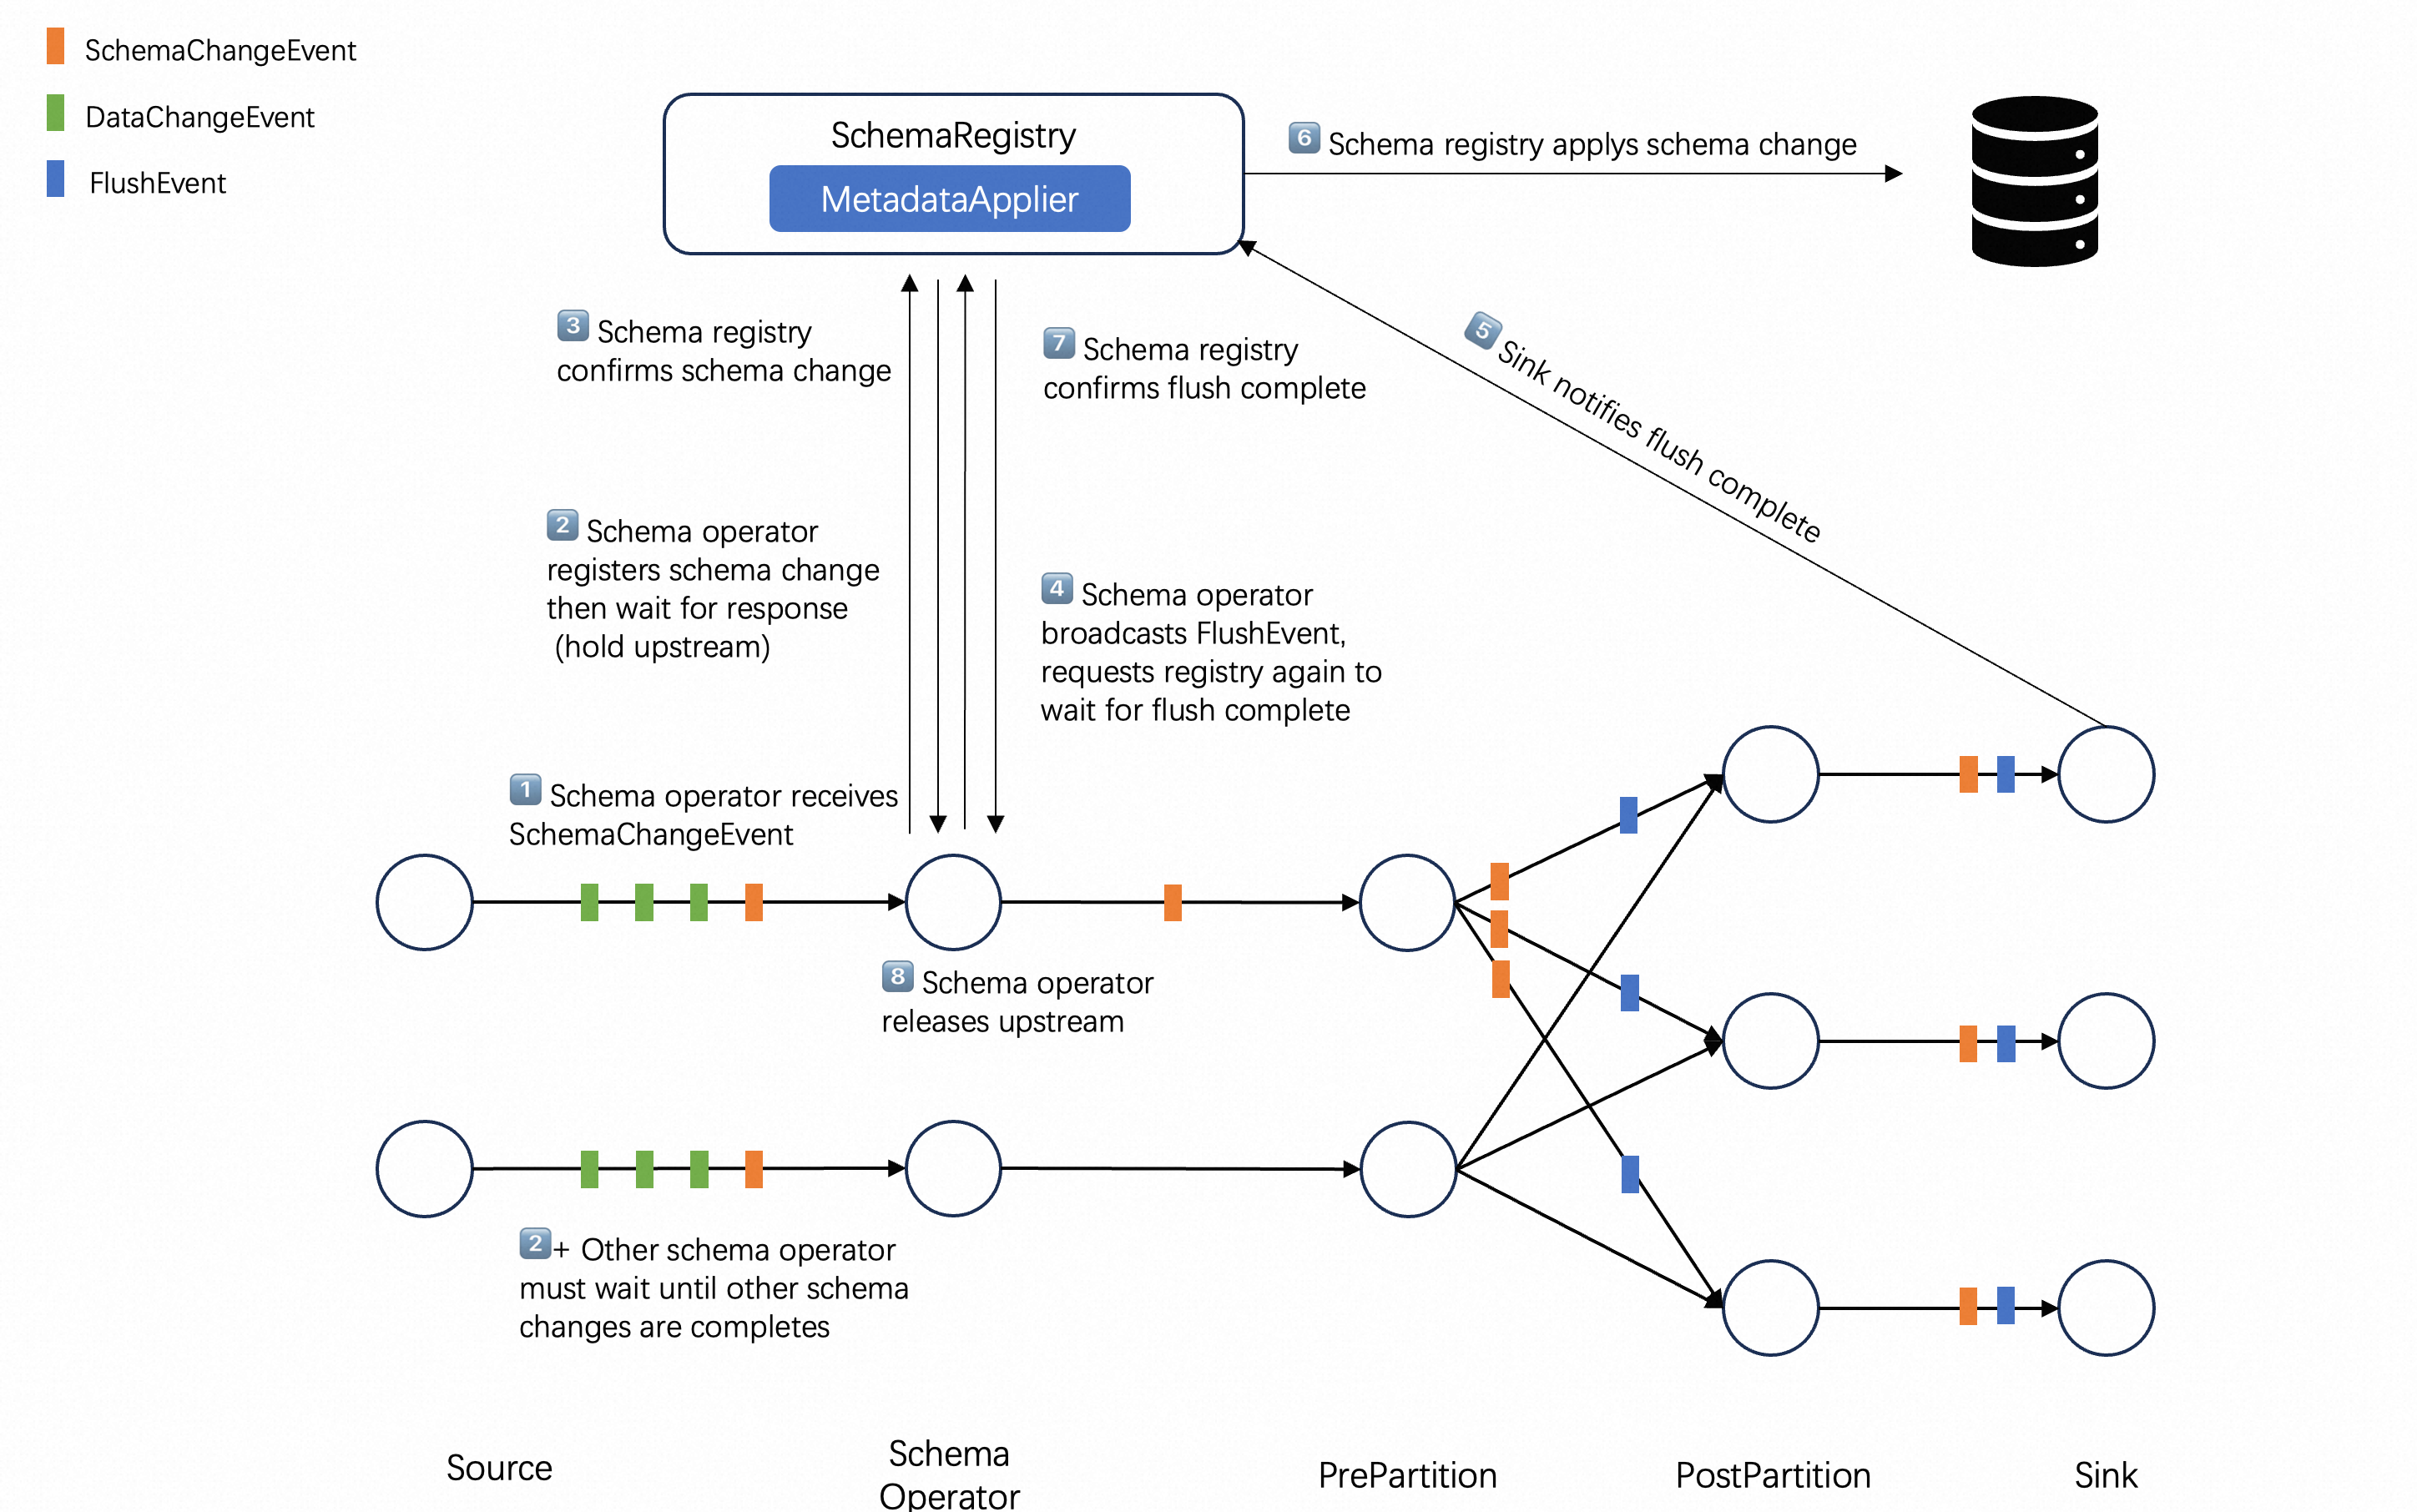 SchemaChangeEvent
DataChangeEvent
FlushEvent
SchemaRegistry
MetadataApplier
6 Schema registry applys schema change
3 Schema registry
confirms schema change
7 Schema registry
confirms flush complete
5 Sink notifies flush complete
2 Schema operator
registers schema change
then wait for response
(hold upstream)
4 Schema operator
broadcasts FlushEvent,
requests registry again to
wait for flush complete
1 Schema operator receives
SchemaChangeEvent
8 Schema operator
releases upstream
2+ Other schema operator
must wait until other schema
changes are completes
Source
Schema
Operator
PrePartition
PostPartition
Sink